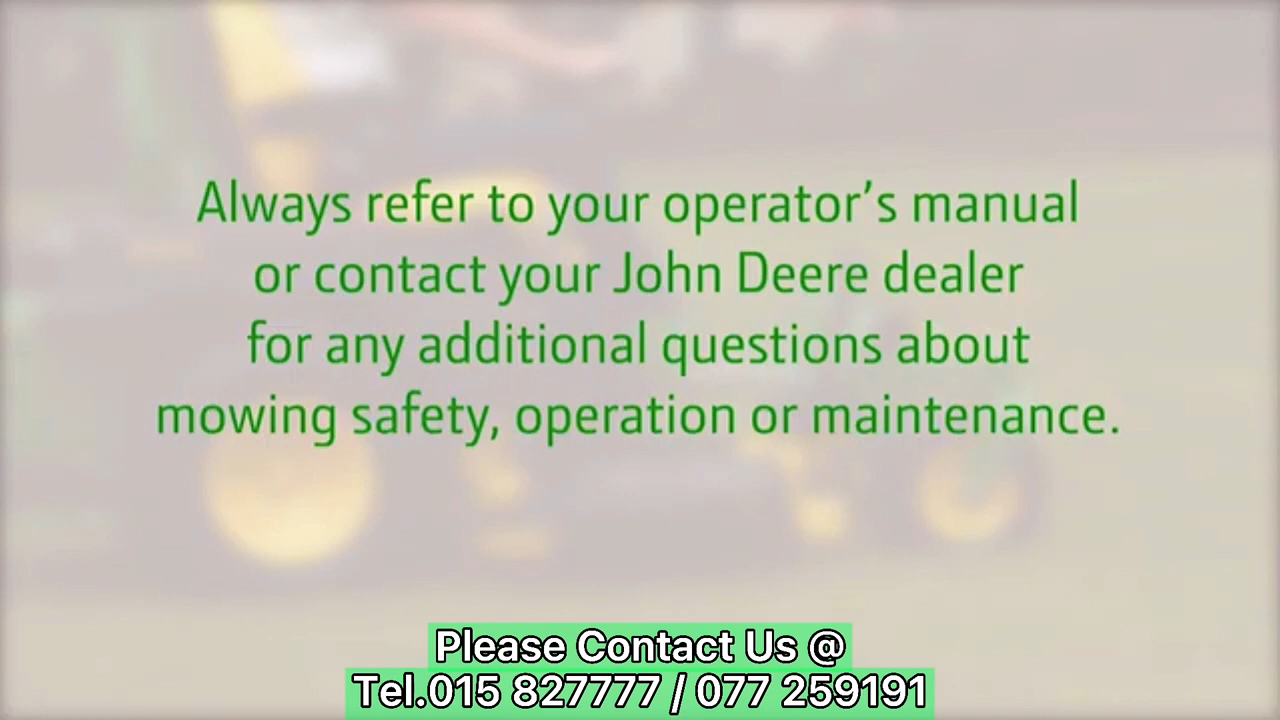 Always refer to your operator’s manual
or contact your John Deere dealer
for any additional questions about
mowing safety, operation or maintenance.
Please Contact Us @
Tel.015 827777 / 077 259191